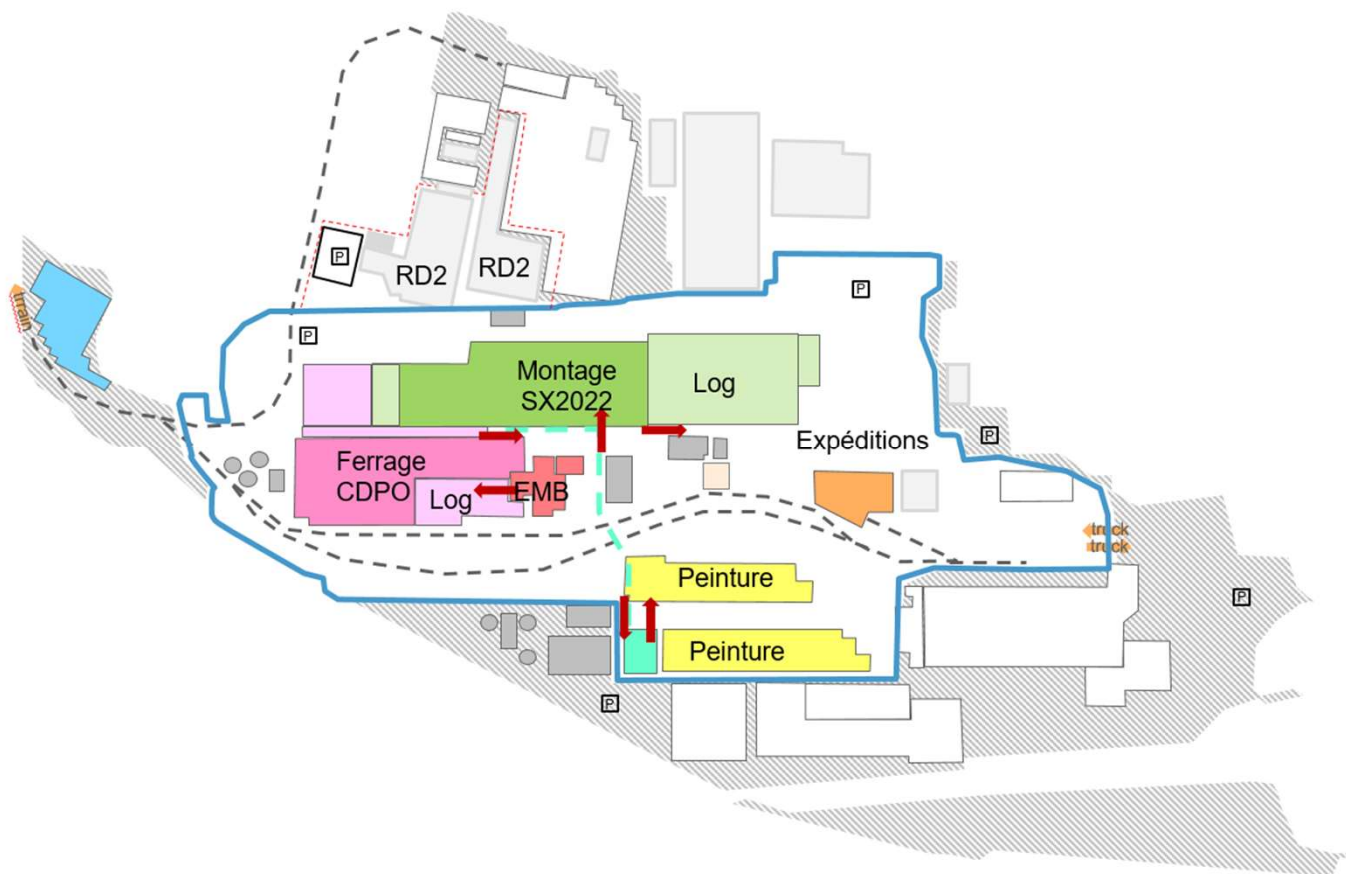 RD2
RD2
P
P
P
train
Montage
SX2022
Log
Expéditions
P
Ferrage
CDPO
Log
EMB
truck
truck
Peinture
P
Peinture
P